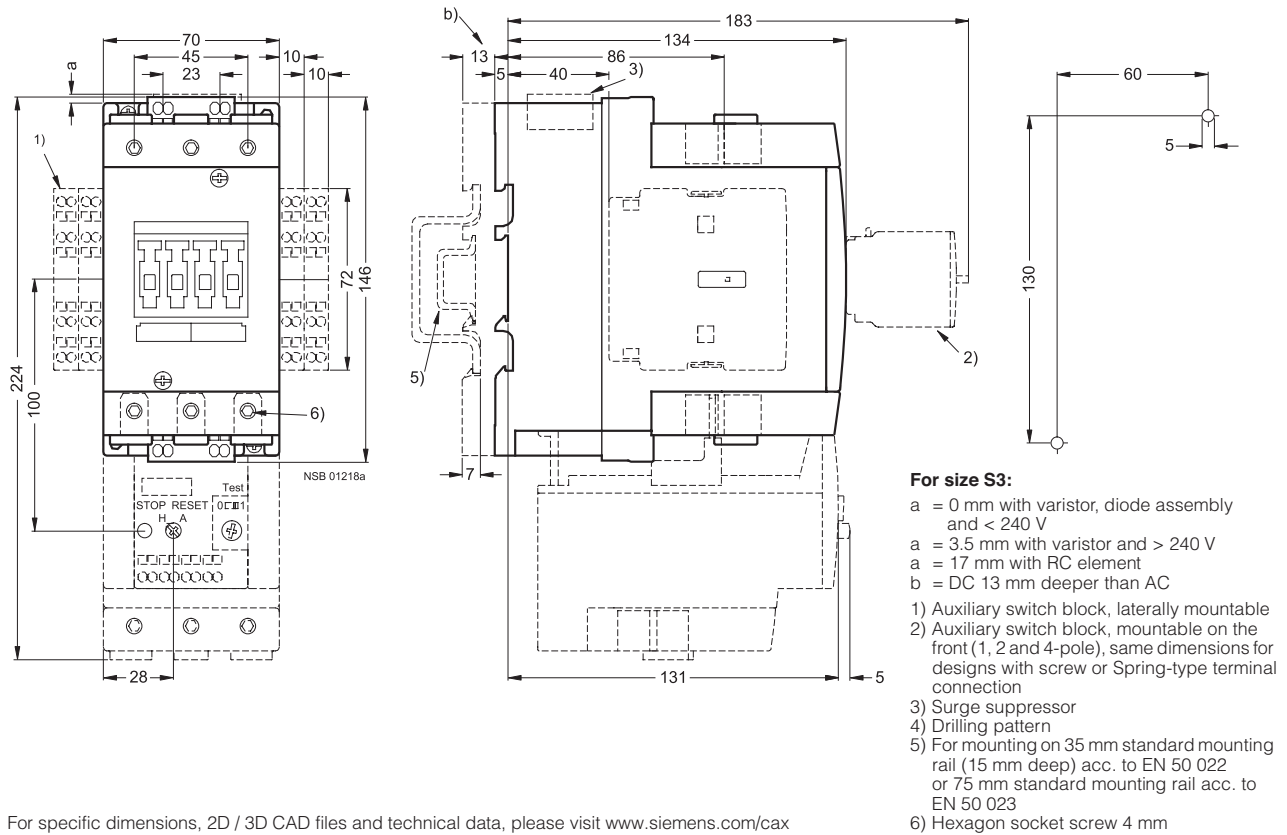 70
45
10
23
10
a
1)
224
100
72
146
6)
NSB 01218a
Test
STOP RESET
0 1
H A
28
b)
183
134
13
86
5
40
3)
5)
2)
7
131
5
60
5
130
For size S3:
a = 0 mm with varistor, diode assembly
and < 240 V
a = 3.5 mm with varistor and > 240 V
a = 17 mm with RC element
b = DC 13 mm deeper than AC
1) Auxiliary switch block, laterally mountable
2) Auxiliary switch block, mountable on the
front (1, 2 and 4-pole), same dimensions for
designs with screw or Spring-type terminal
connection
3) Surge suppressor
4) Drilling pattern
5) For mounting on 35 mm standard mounting
rail (15 mm deep) acc. to EN 50 022
or 75 mm standard mounting rail acc. to
EN 50 023
6) Hexagon socket screw 4 mm
For specific dimensions, 2D / 3D CAD files and technical data, please visit www.siemens.com/cax